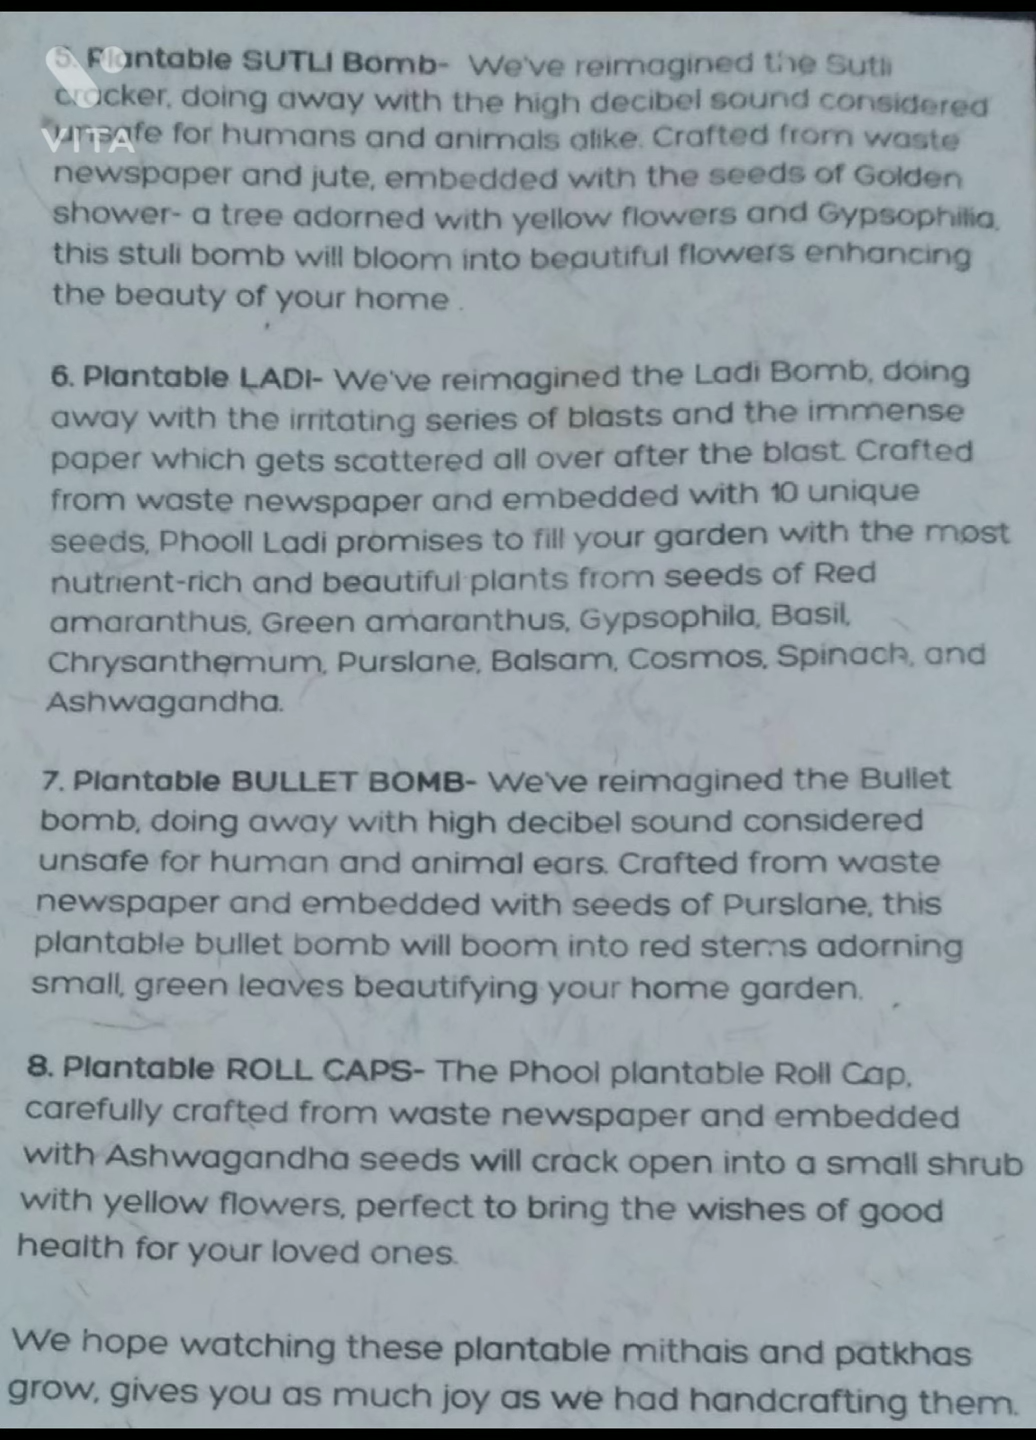 5. Plantable SUTLI Bomb- We've reimagined the Sutli
cracker, doing away with the high decibel sound considered
unsafe for humans and animals alike. Crafted from waste
VITA
newspaper and jute, embedded with the seeds of Golden
shower- a tree adorned with yellow flowers and Gypsophilia,
this stuli bomb will bloom into beautiful flowers enhancing
the beauty of your home .
6. Plantable LADI- We've reimagined the Ladi Bomb, doing
away with the irritating series of blasts and the immense
paper which gets scattered all over after the blast. Crafted
from waste newspaper and embedded with 10 unique
seeds, Phooll Ladi promises to fill your garden with the most
nutrient-rich and beautiful plants from seeds of Red
amaranthus, Green amaranthus, Gypsophila, Basil,
Chrysanthemum, Purslane, Balsam, Cosmos, Spinach, and
Ashwagandha.
7. Plantable BULLET BOMB- We've reimagined the Bullet
bomb, doing away with high decibel sound considered
unsafe for human and animal ears. Crafted from waste
newspaper and embedded with seeds of Purslane, this
plantable bullet bomb will boom into red stems adorning
small, green leaves beautifying your home garden.
8. Plantable ROLL CAPS- The Phool plantable Roll Cap,
carefully crafted from waste newspaper and embedded
with Ashwagandha seeds will crack open into a small shrub
with yellow flowers, perfect to bring the wishes of good
health for your loved ones.
We hope watching these plantable mithais and patkhas
grow, gives you as much joy as we had handcrafting them.